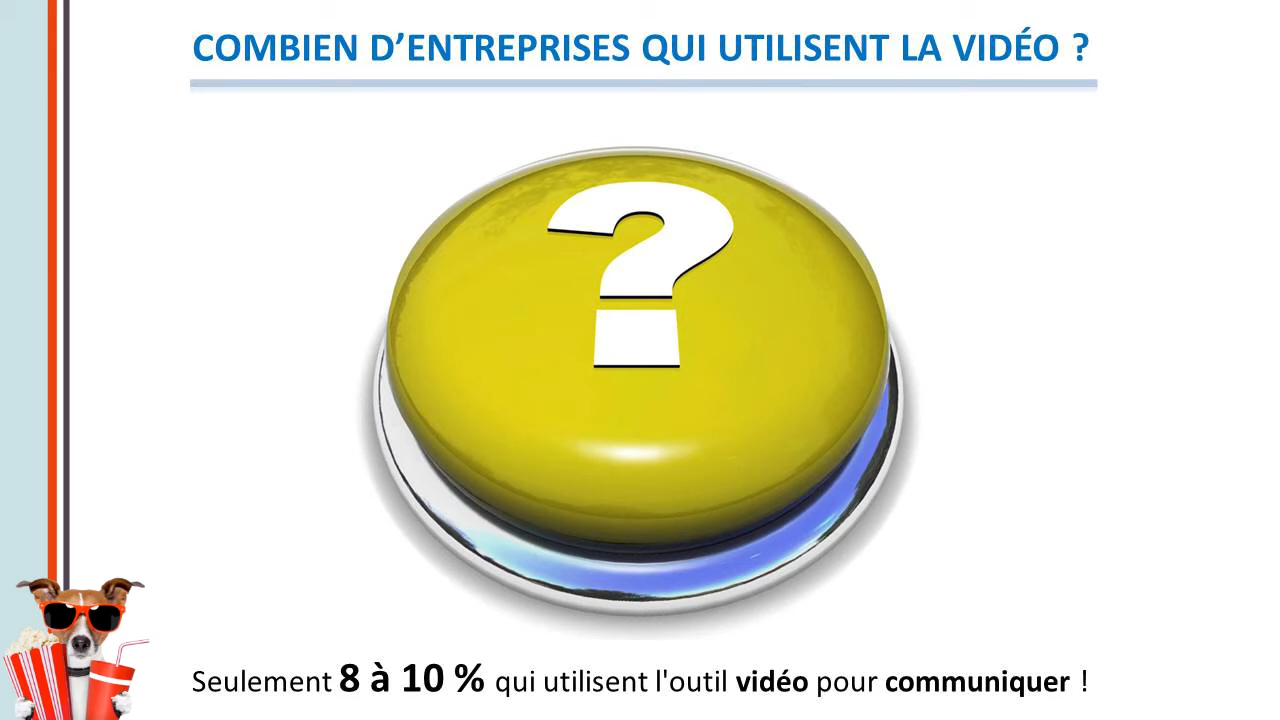 COMBIEN D’ENTREPRISES QUI UTILISENT LA VIDÉO ?
?
Seulement 8 à 10 % qui utilisent l'outil vidéo pour communiquer !